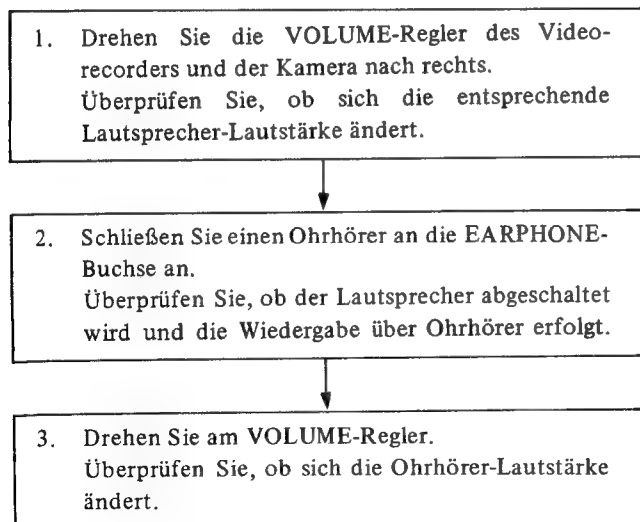 1. Drehen Sie die VOLUME-Regler des Video-
recorders und der Kamera nach rechts.
Überprüfen Sie, ob sich die entsprechende
Lautsprecher-Lautstärke ändert.
2. Schließen Sie einen Ohrhörer an die EARPHONE-
Buchse an.
Überprüfen Sie, ob der Lautsprecher abgeschaltet
wird und die Wiedergabe über Ohrhörer erfolgt.
3. Drehen Sie am VOLUME-Regler.
Überprüfen Sie, ob sich die Ohrhörer-Lautstärke
ändert.